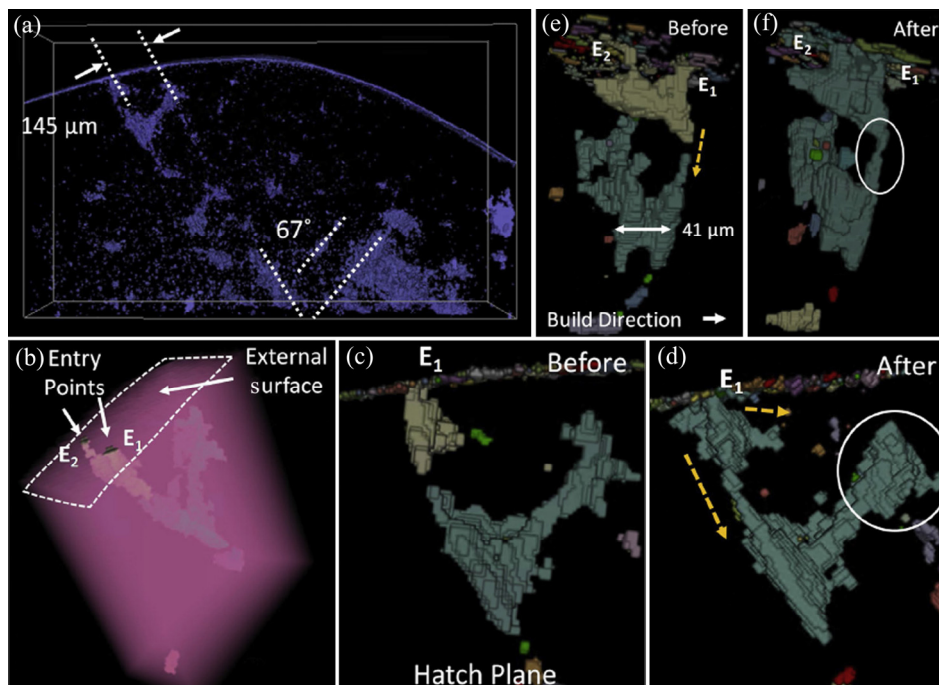 (a)
145 μm
67°
(e)
Before
E2
E1
41 μm
Build Direction
(f)
After
E2
E1
(b)
Entry
Points
External
surface
E1
E2
(c)
E1
Before
Hatch Plane
(d)
After
E1